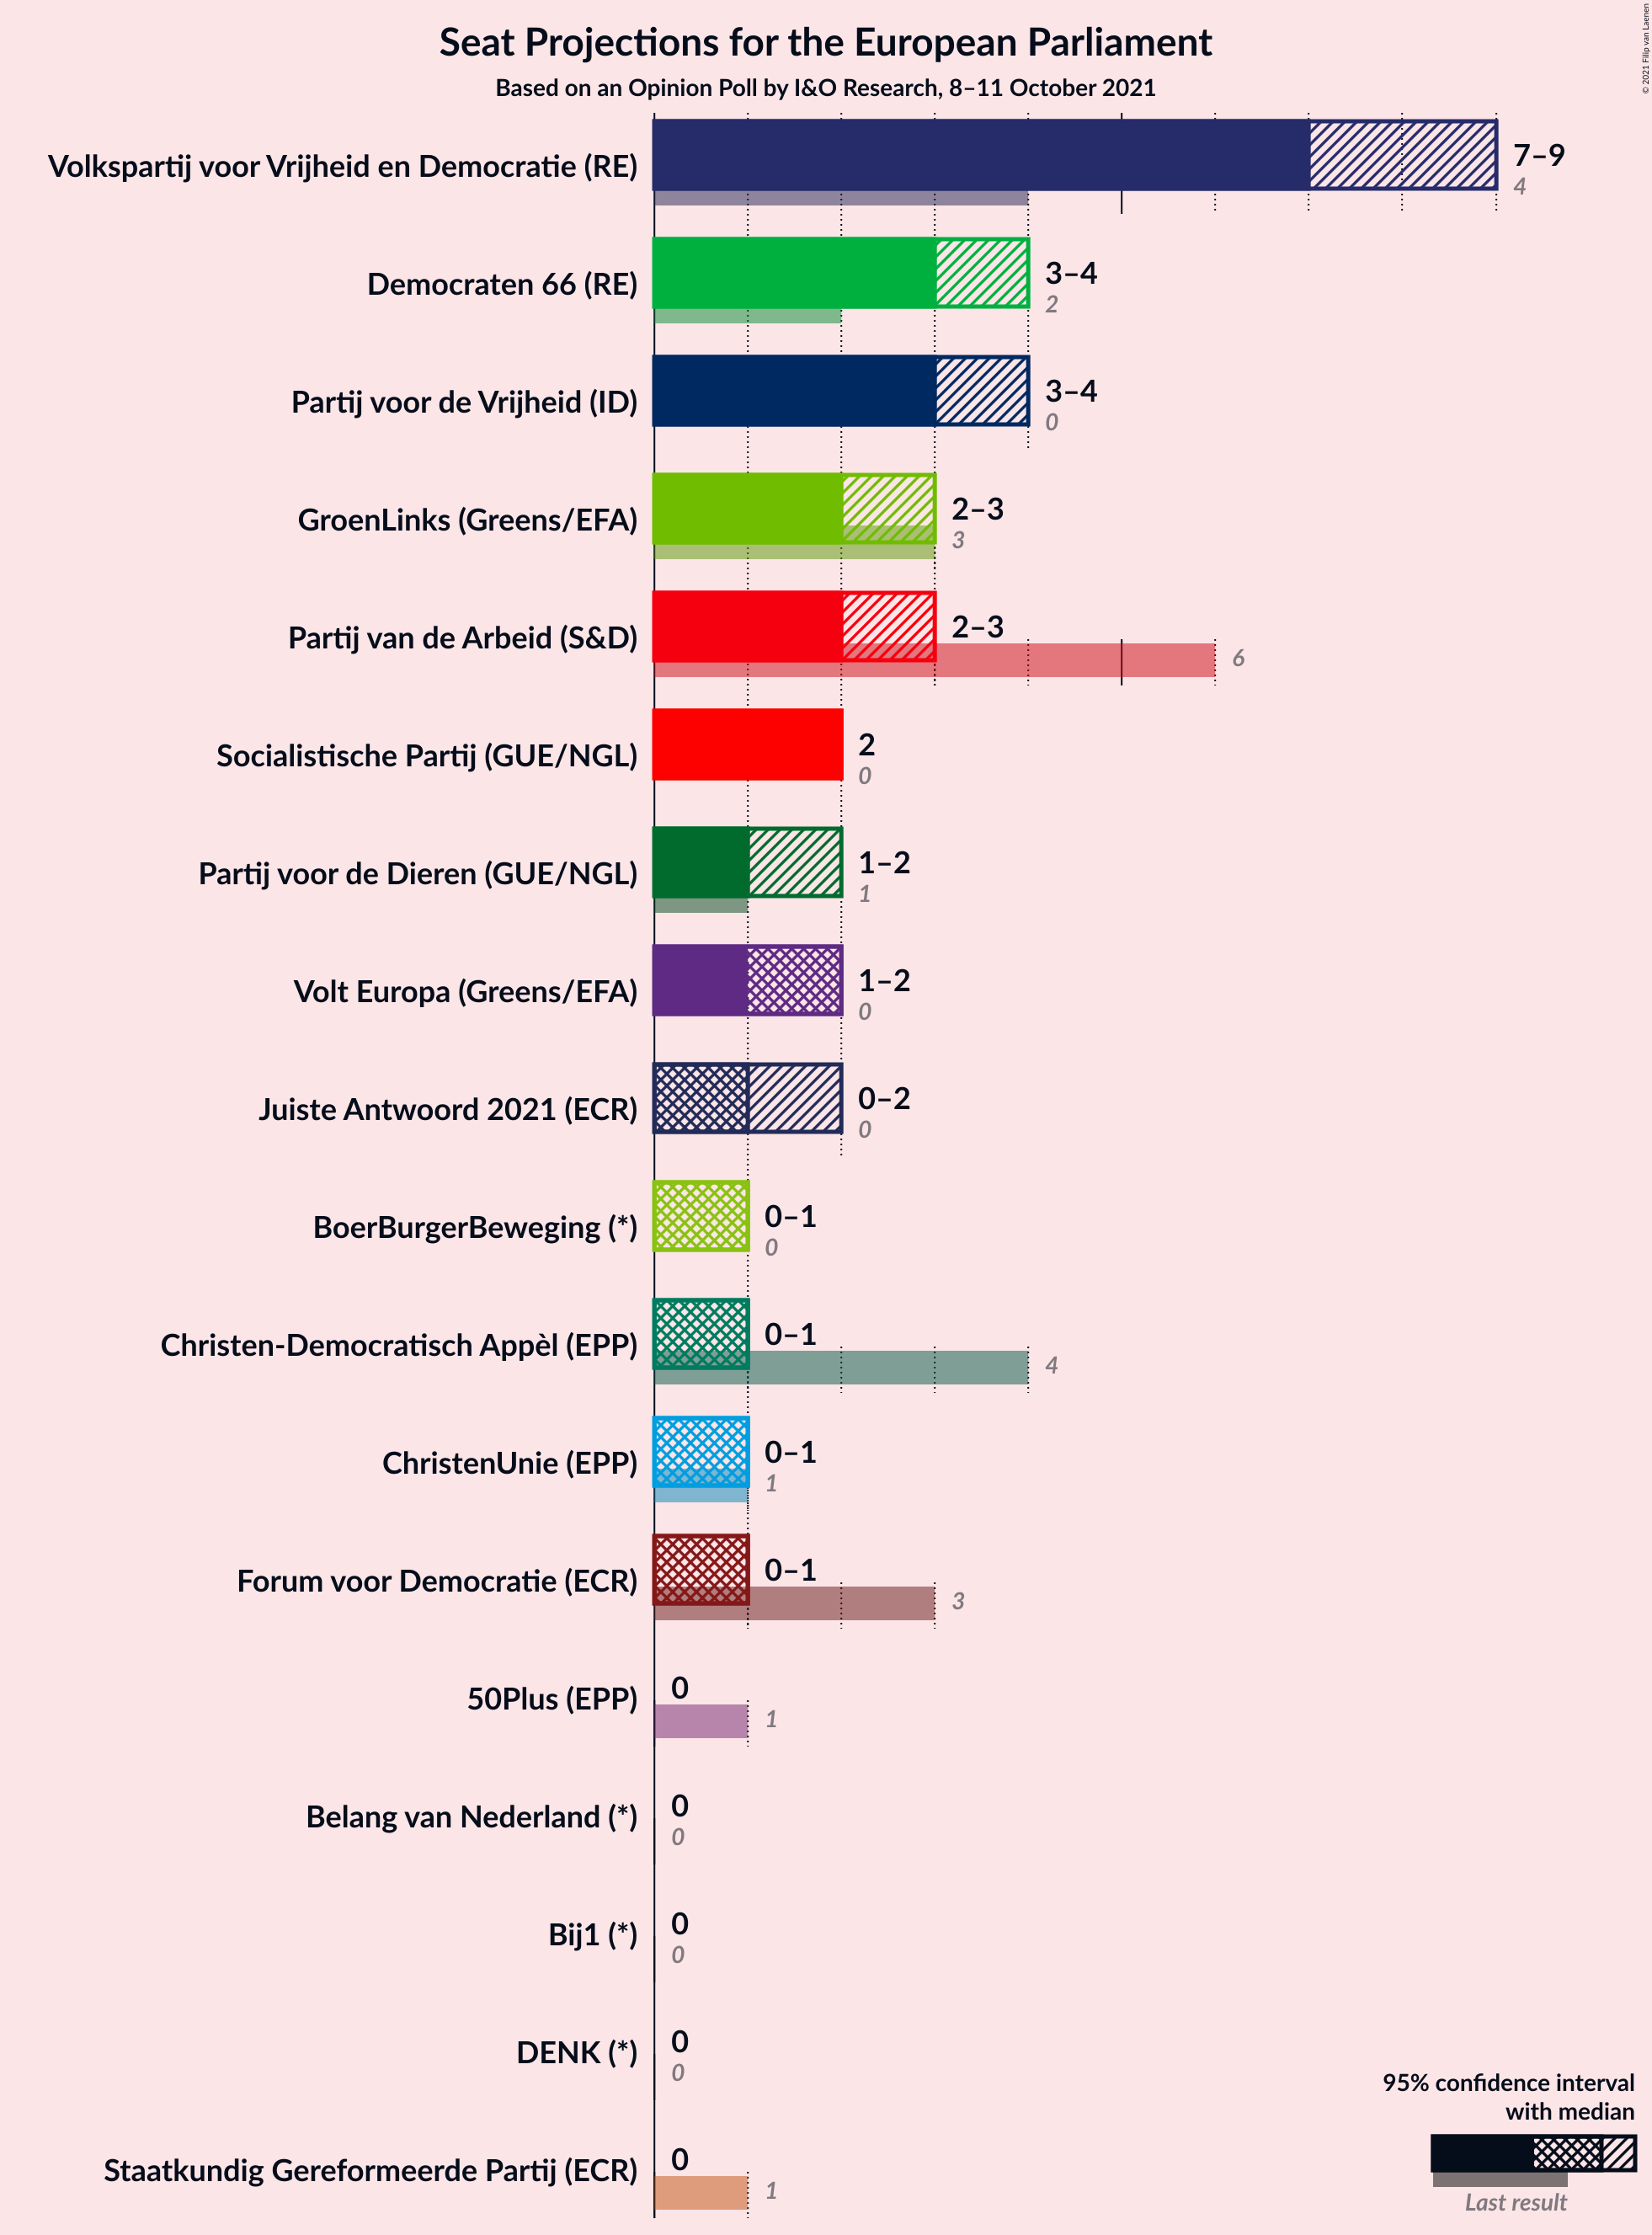 Seat Projections for the European Parliament
Based on an Opinion Poll by I&O Research, 8–11 October 2021
© 2021 Filip van Laenen
Volkspartij voor Vrijheid en Democratie (RE)
7–9
4
Democraten 66 (RE)
3–4
2
Partij voor de Vrijheid (ID)
3–4
0
GroenLinks (Greens/EFA)
2–3
3
Partij van de Arbeid (S&D)
2–3
6
Socialistische Partij (GUE/NGL)
2
0
Partij voor de Dieren (GUE/NGL)
1–2
1
Volt Europa (Greens/EFA)
1–2
0
Juiste Antwoord 2021 (ECR)
0–2
0
BoerBurgerBeweging (*)
0–1
0
Christen-Democratisch Appèl (EPP)
0–1
4
ChristenUnie (EPP)
0–1
1
Forum voor Democratie (ECR)
0–1
3
50Plus (EPP)
0
1
Belang van Nederland (*)
0
0
Bij1 (*)
0
0
DENK (*)
0
0
Staatkundig Gereformeerde Partij (ECR)
0
1
95% confidence interval
with median
Last result